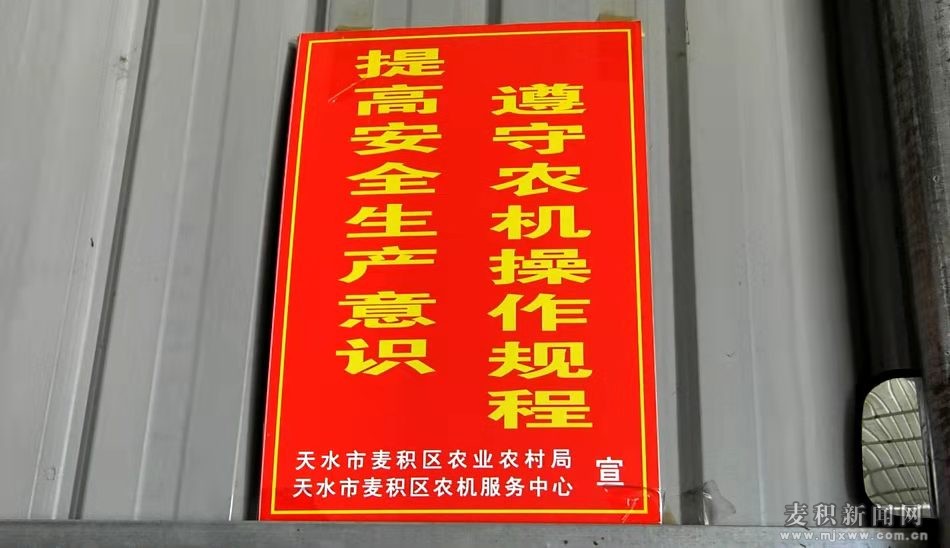 提高安全生产意识
遵守农机操作规程
天水市麦积区农业农村局
天水市麦积区农机服务中心
宣
麦积新闻网
www.mjxww.com.cn